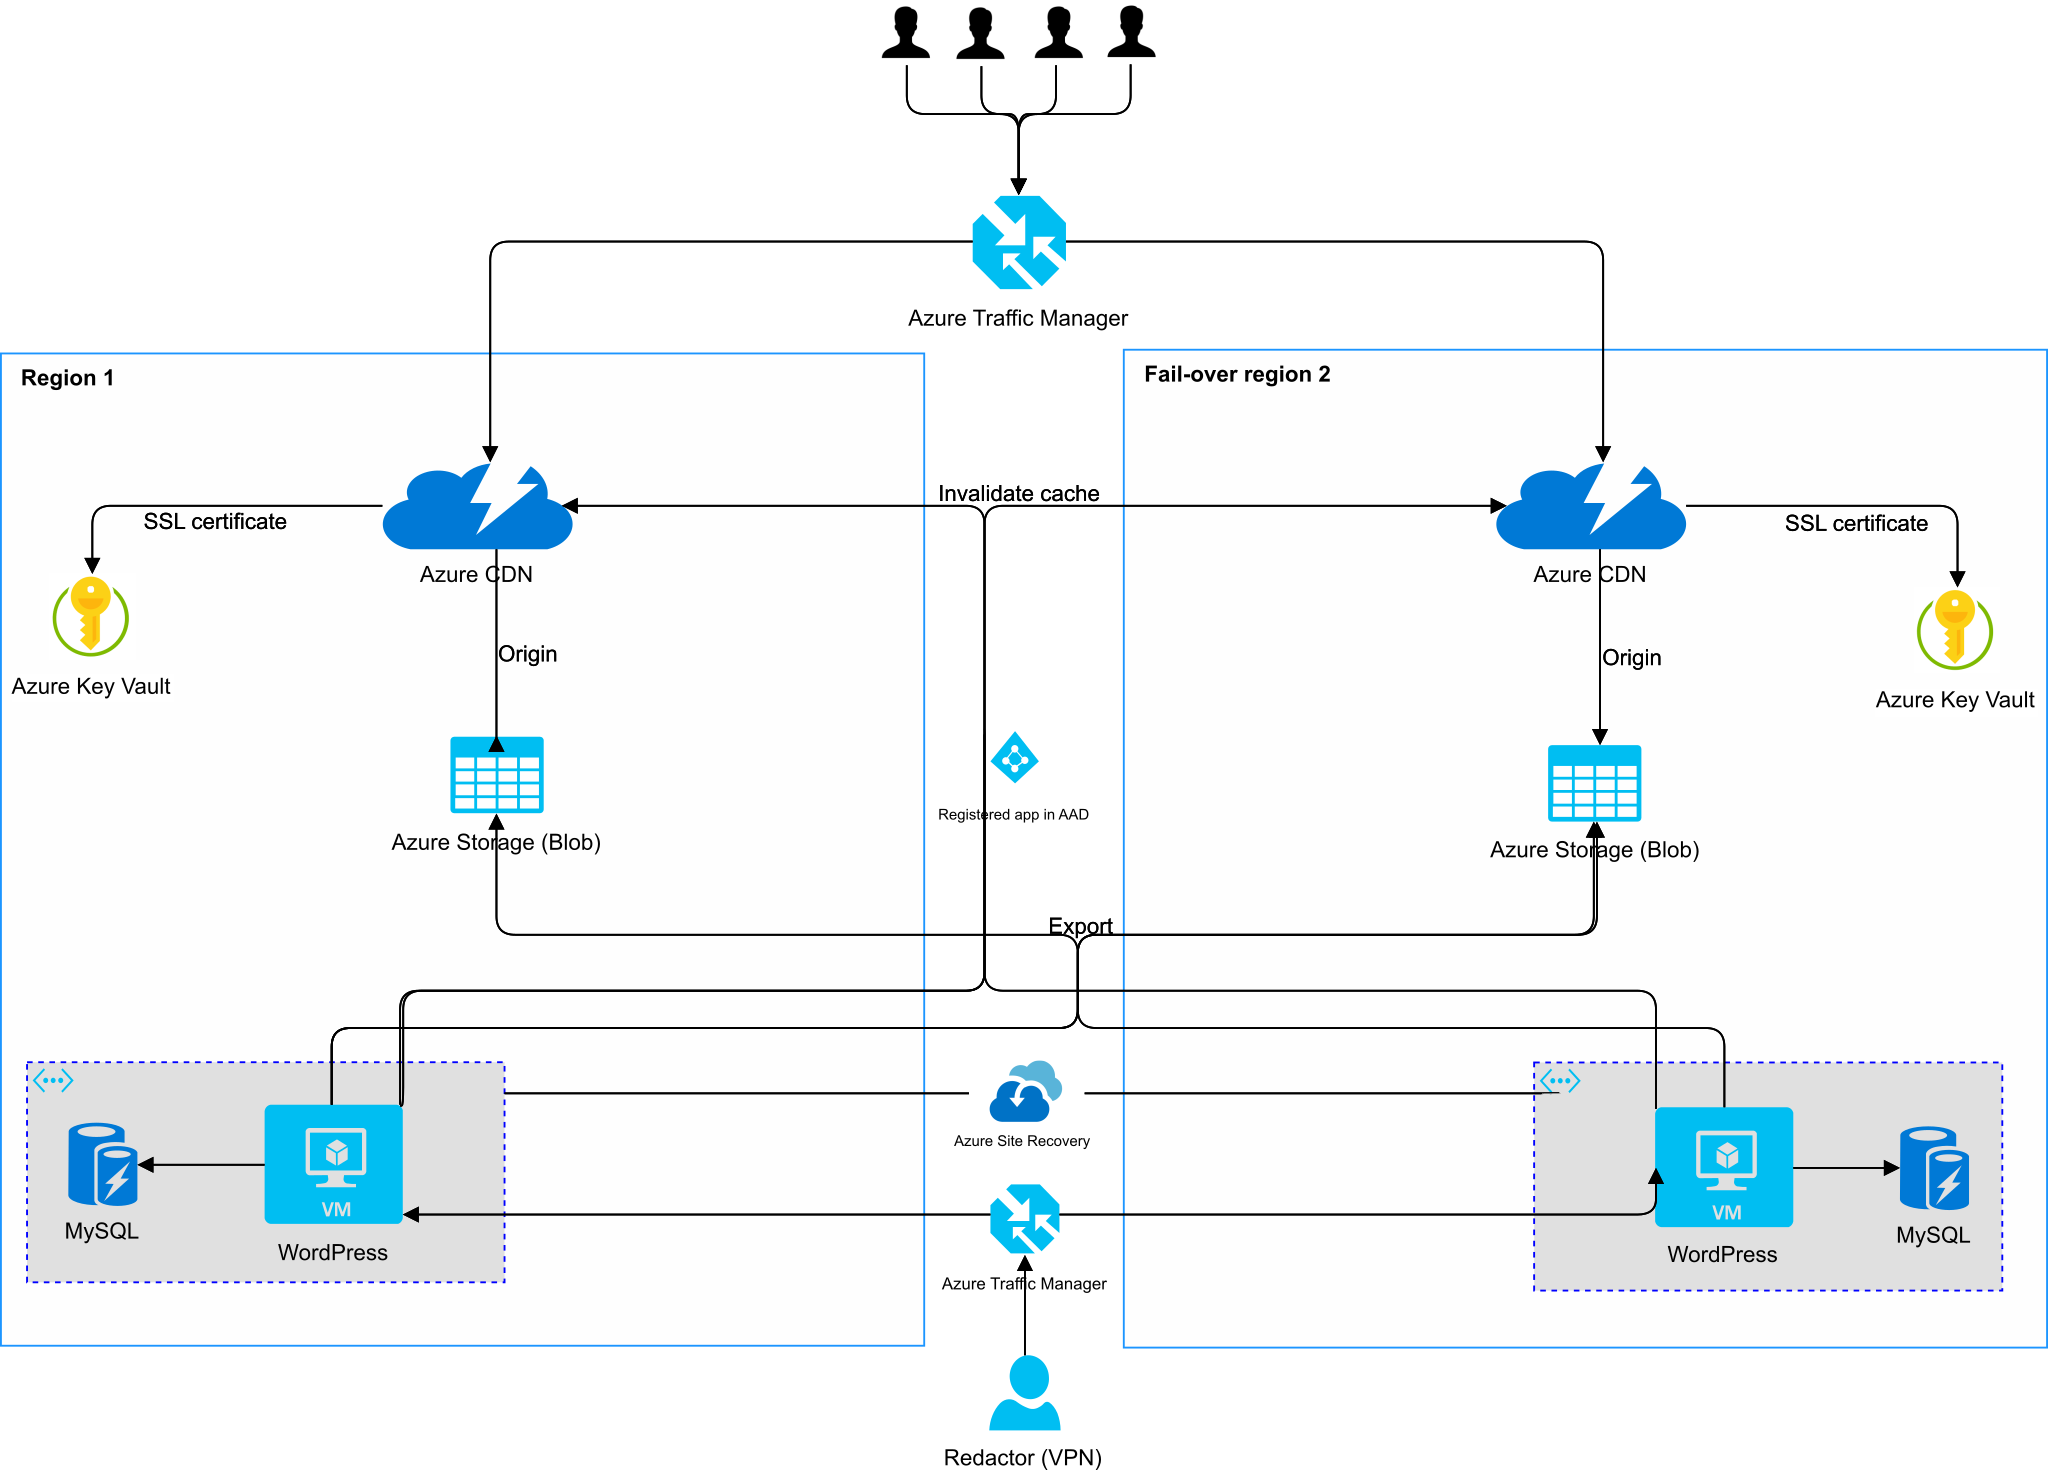 Azure Traffic Manager
Region 1
Fail-over region 2
Invalidate cache
SSL certificate
SSL certificate
Azure CDN
Azure CDN
Origin
Origin
Azure Key Vault
Azure Key Vault
Registered app in AAD
Azure Storage (Blob)
Azure Storage (Blob)
Export
Azure Site Recovery
VM
VM
MySQL
WordPress
WordPress
MySQL
Azure Traffic Manager
Redactor (VPN)